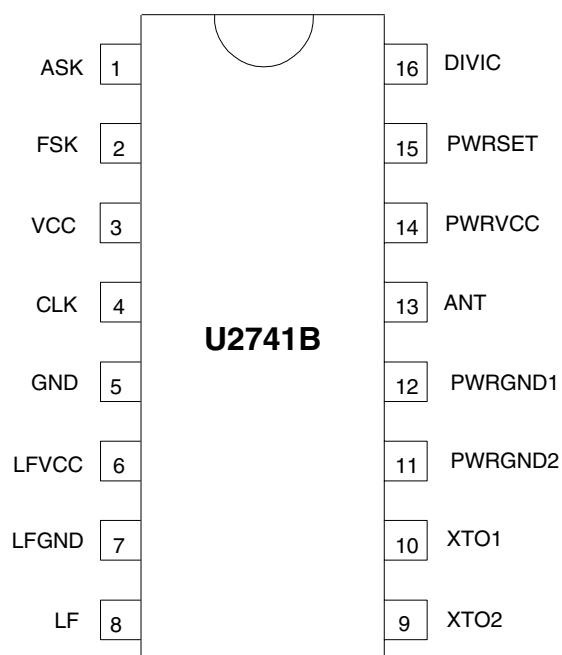 ASK 1 16 DIVIC
FSK 2 15 PWRSET
VCC 3 14 PWRVCC
CLK 4 13 ANT
U2741B
GND 5 12 PWRGND1
LFVCC 6 11 PWRGND2
LFGND 7 10 XTO1
LF 8 9 XTO2